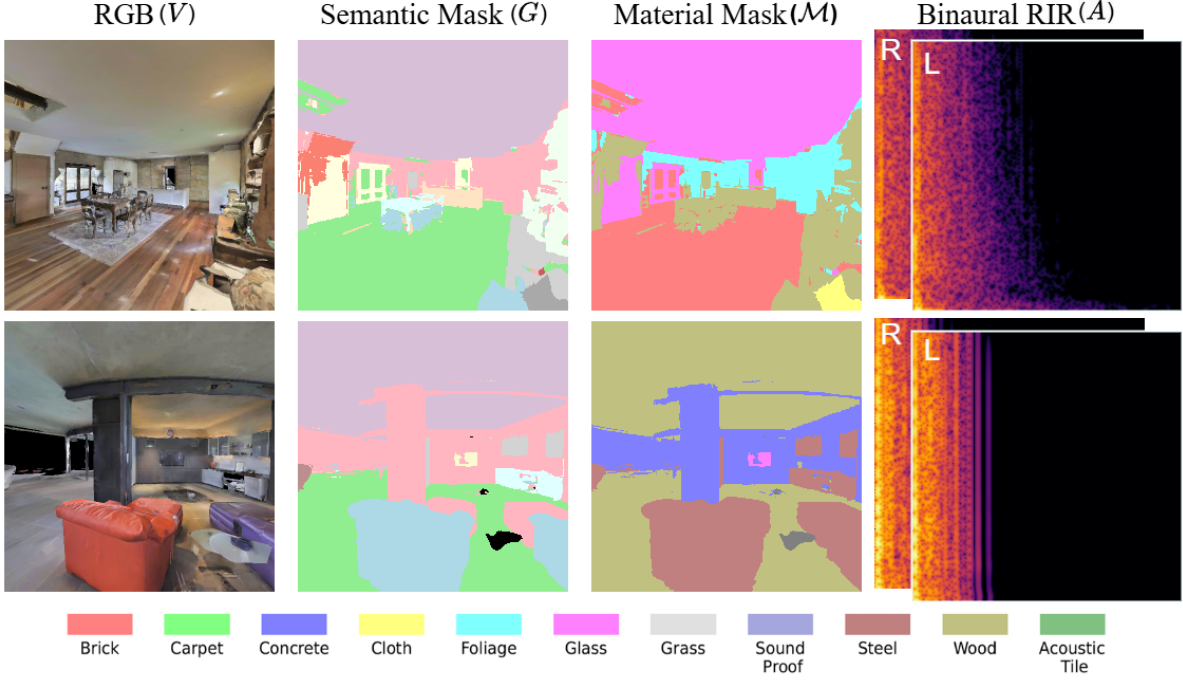 RGB (V)
Semantic Mask (G)
Material Mask (ℳ)
Binaural RIR (A)
R
L
R
L
Brick
Carpet
Concrete
Cloth
Foliage
Glass
Grass
Sound
Proof
Steel
Wood
Acoustic
Tile